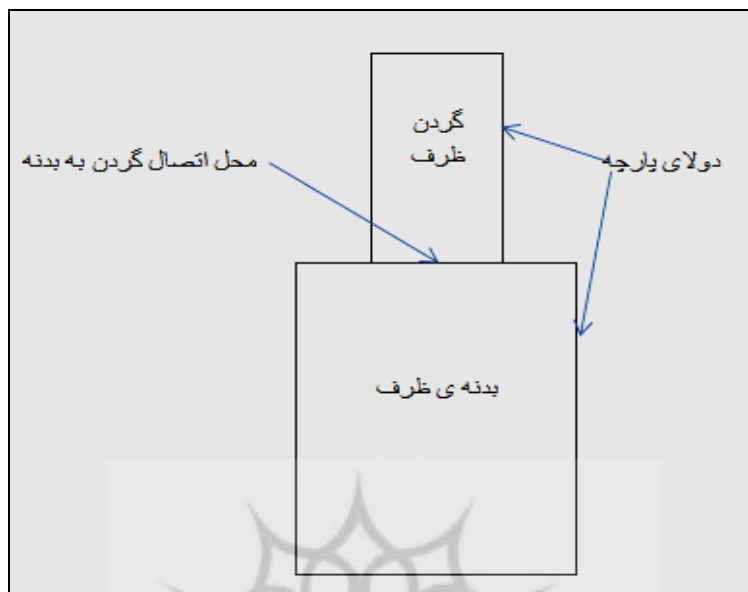 گردن
ظرف
دولای پارچه
محل اتصال گردن به بدنه
بدنه ی ظرف